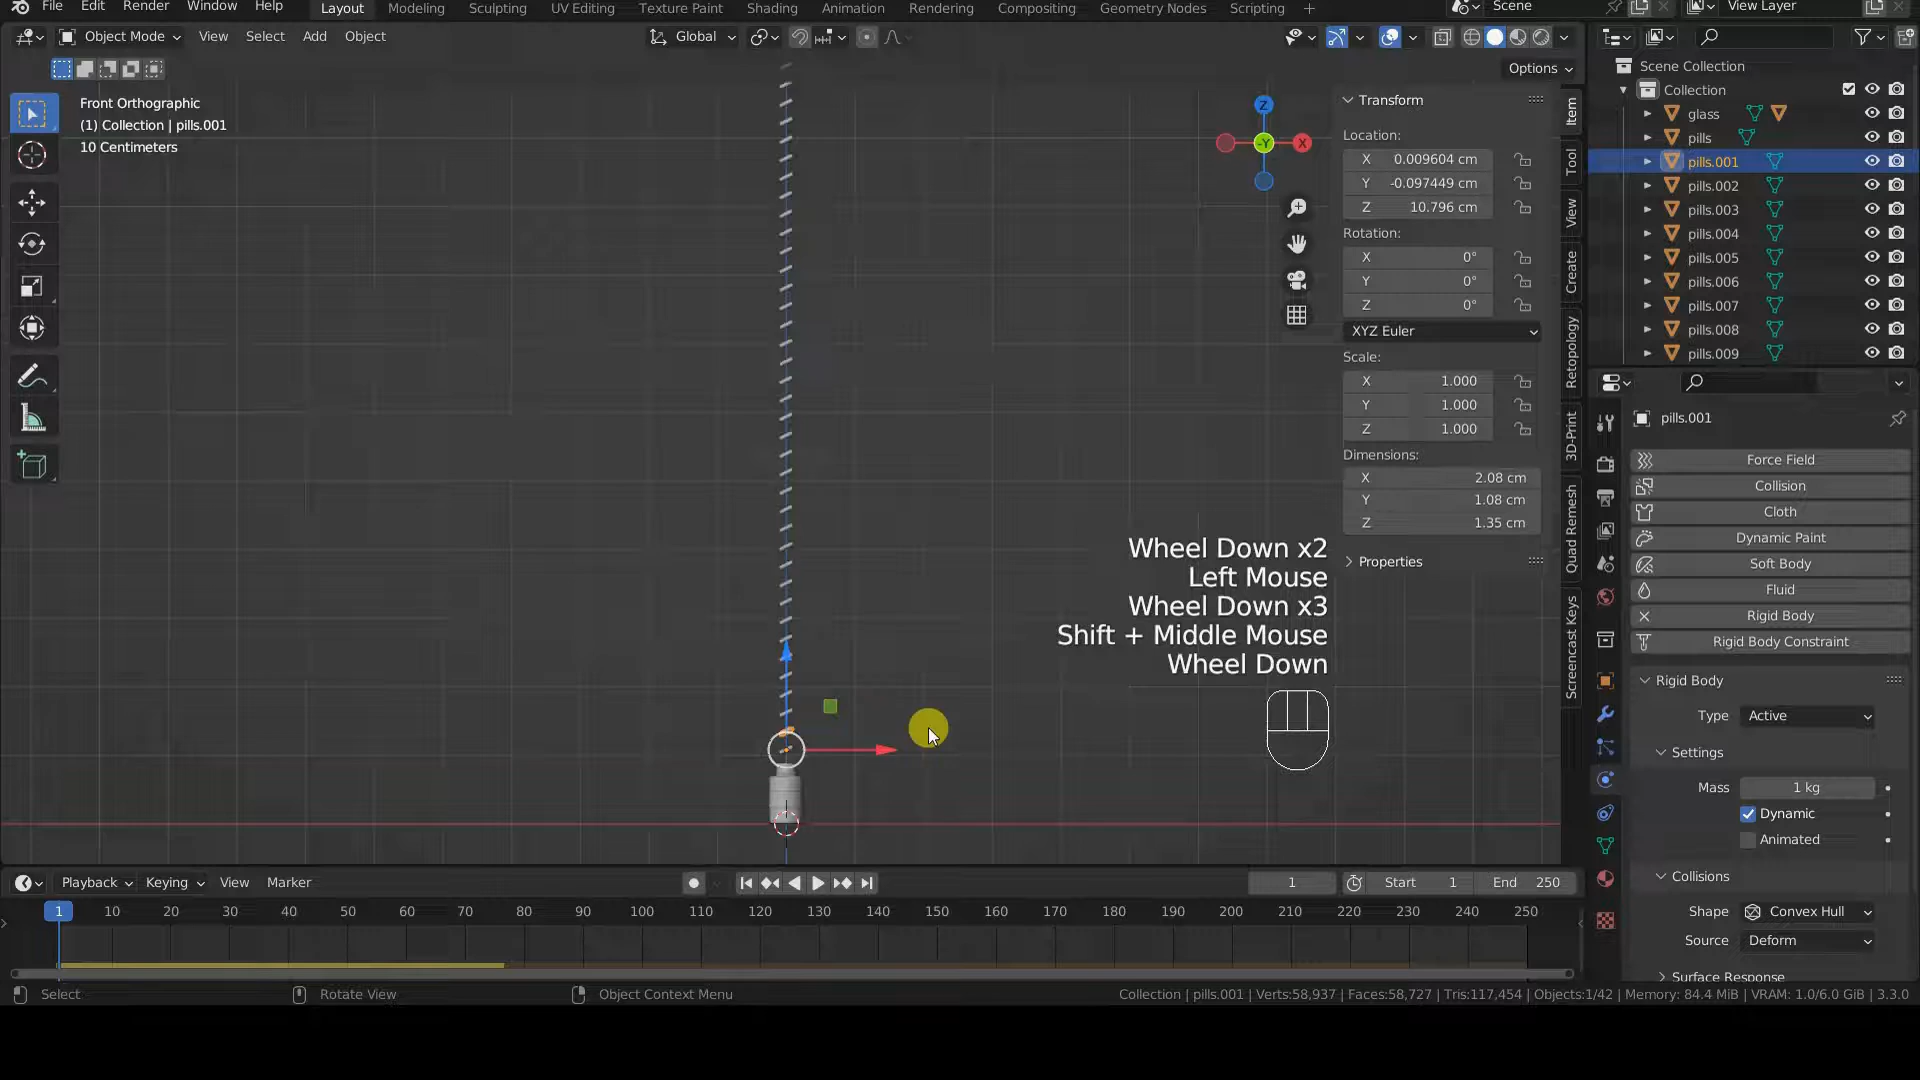 File Edit Render Window Help Layout Modeling Sculpting UV Editing Texture Paint Shading Animation Rendering Compositing Geometry Nodes Scripting + Scene View Layer
Object Mode View Select Add Object Global
Options
Front Orthographic
(1) Collection | pills.001
10 Centimeters
Z
-Y
X
Transform
Location:
X 0.009604 cm
Y -0.097449 cm
Z 10.796 cm
Rotation:
X 0°
Y 0°
Z 0°
XYZ Euler
Scale:
X 1.000
Y 1.000
Z 1.000
Dimensions:
X 2.08 cm
Y 1.08 cm
Z 1.35 cm
Properties
Item
Tool
View
Create
Retopology
3D-Print
Quad Remesh
Screencast Keys
Wheel Down x2
Left Mouse
Wheel Down x3
Shift + Middle Mouse
Wheel Down
Scene Collection
Collection
glass
pills
pills.001
pills.002
pills.003
pills.004
pills.005
pills.006
pills.007
pills.008
pills.009
pills.001
Force Field
Collision
Cloth
Dynamic Paint
Soft Body
Fluid
Rigid Body
Rigid Body Constraint
Rigid Body
Type Active
Settings
Mass 1 kg
Dynamic
Animated
Collisions
Shape Convex Hull
Source Deform
Surface Response
Playback Keying View Marker 1 Start 1 End 250
1 10 20 30 40 50 60 70 80 90 100 110 120 130 140 150 160 170 180 190 200 210 220 230 240 250
Select Rotate View Object Context Menu Collection | pills.001 | Verts:58,937 | Faces:58,727 | Tris:117,454 | Objects:1/42 | Memory: 84.4 MiB | VRAM: 1.0/6.0 GiB | 3.3.0